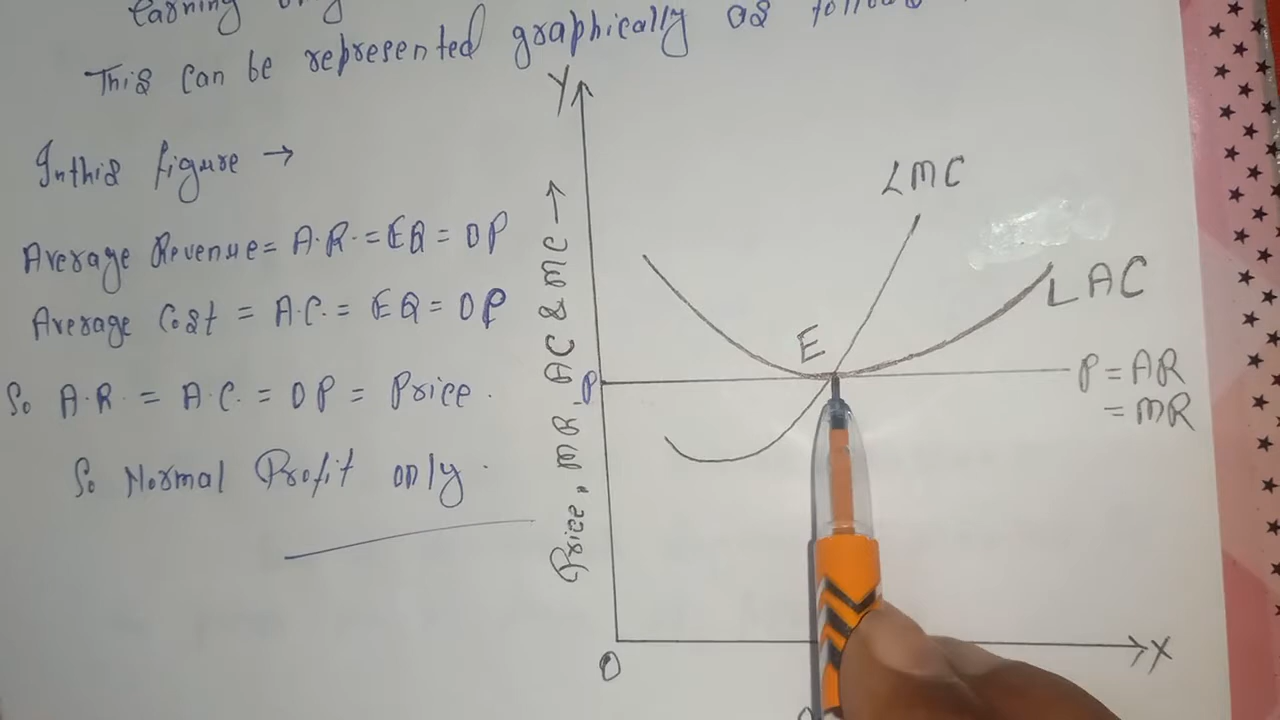 This can be represented graphically as
In this figure →
Average Revenue = A.R. = EQ = OP
Average Cost = A.C. = EQ = OP
So A.R. = A.C. = OP = Price.
So Normal Profit only.
Y
Price, MR, AC & MC →
LMC
LAC
E
P
P = AR
= MR
O
X